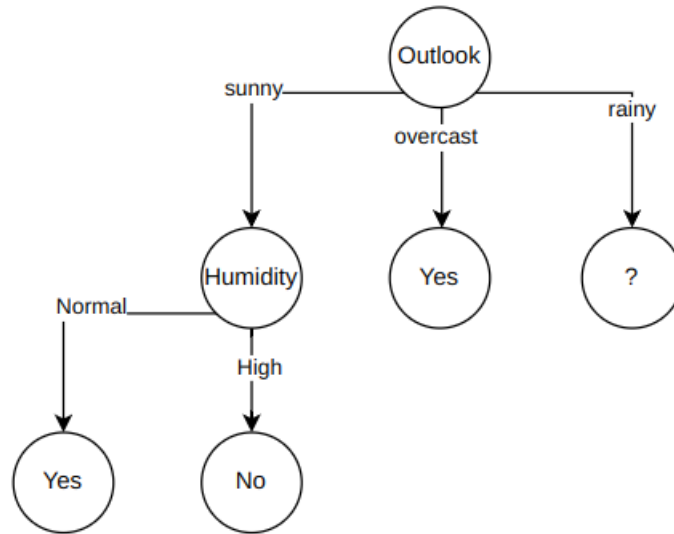 Outlook
sunny
overcast
rainy
Humidity
Yes
?
Normal
High
Yes
No